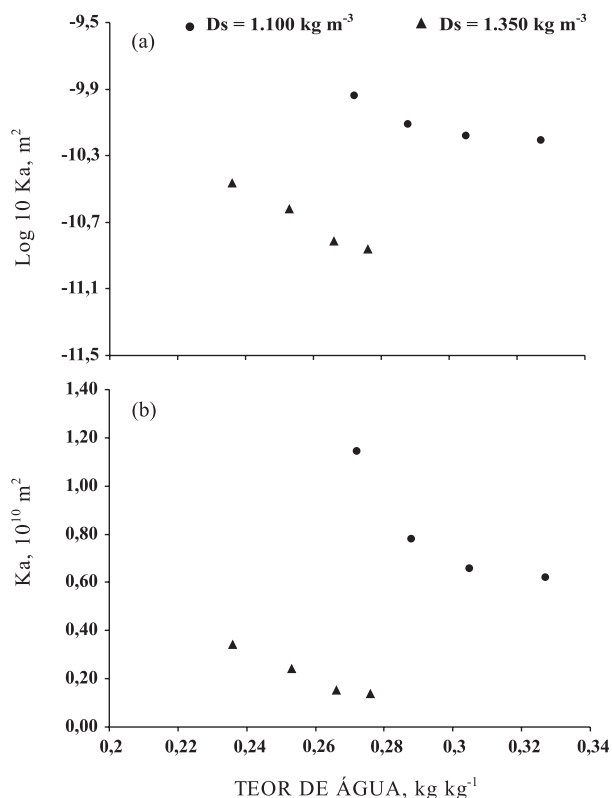 Ds = 1.100 kg m⁻³ Ds = 1.350 kg m⁻³
(a)
-9,5
-9,9
-10,3
-10,7
-11,1
-11,5
Log 10 Ka, m²
(b)
1,40
1,20
1,00
0,80
0,60
0,40
0,20
0,00
Ka, 10¹⁰ m²
0,2 0,22 0,24 0,26 0,28 0,3 0,32 0,34
TEOR DE ÁGUA, kg kg⁻¹